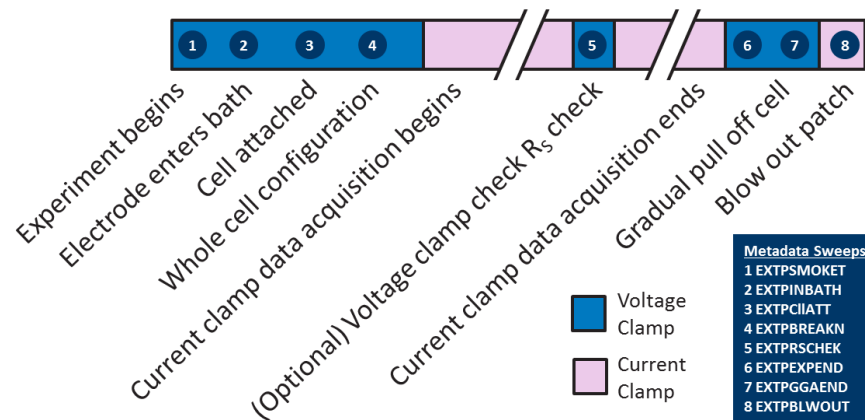 1 2 3 4 5 6 7 8
Experiment begins
Electrode enters bath
Cell attached
Whole cell configuration
Current clamp data acquisition begins
(Optional) Voltage clamp check RS check
Current clamp data acquisition ends
Gradual pull off cell
Blow out patch
Voltage
Clamp
Current
Clamp
Metadata Sweeps
1 EXTPSMOKET
2 EXTPINBATH
3 EXTPCllATT
4 EXTPBREAKN
5 EXTPRSCHEK
6 EXTPEXPEND
7 EXTPGGAEND
8 EXTPBLWOUT